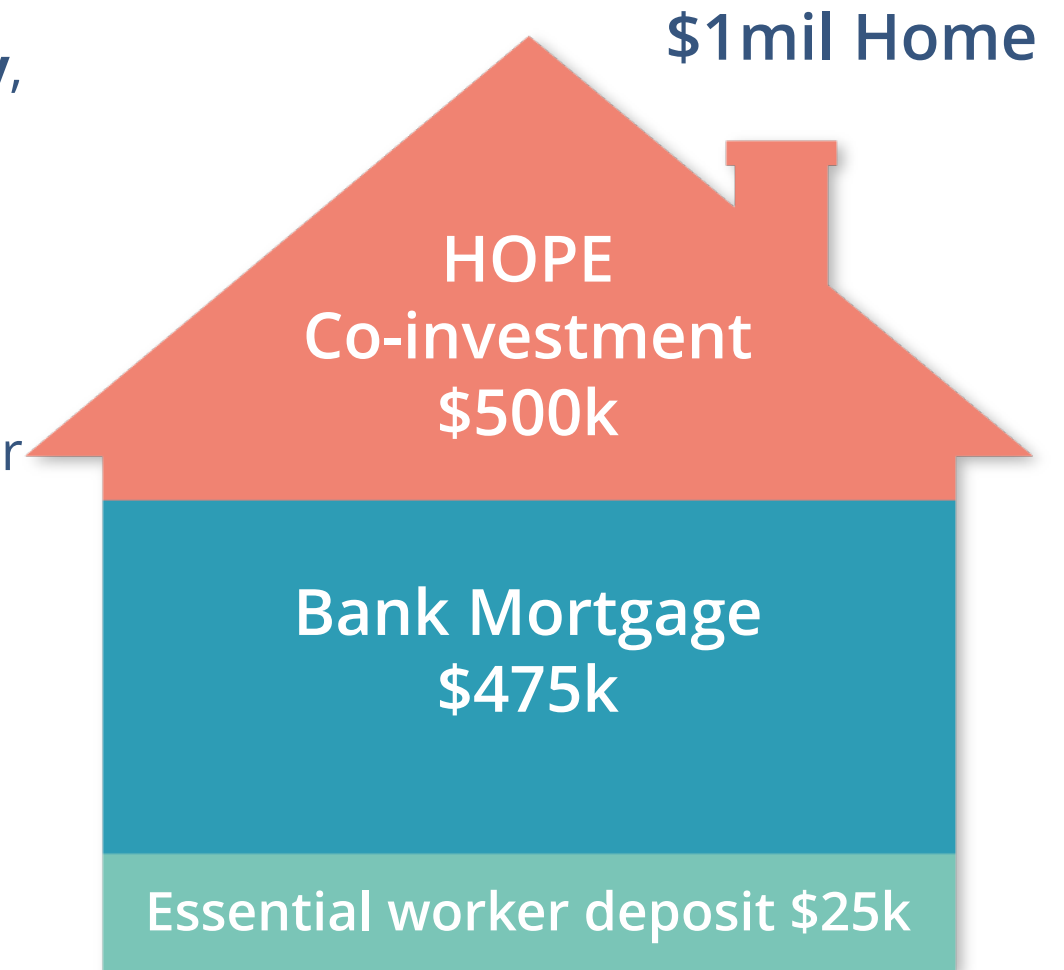 $1mil Home
y,
HOPE
Co-investment
$500k
r
Bank Mortgage
$475k
Essential worker deposit $25k